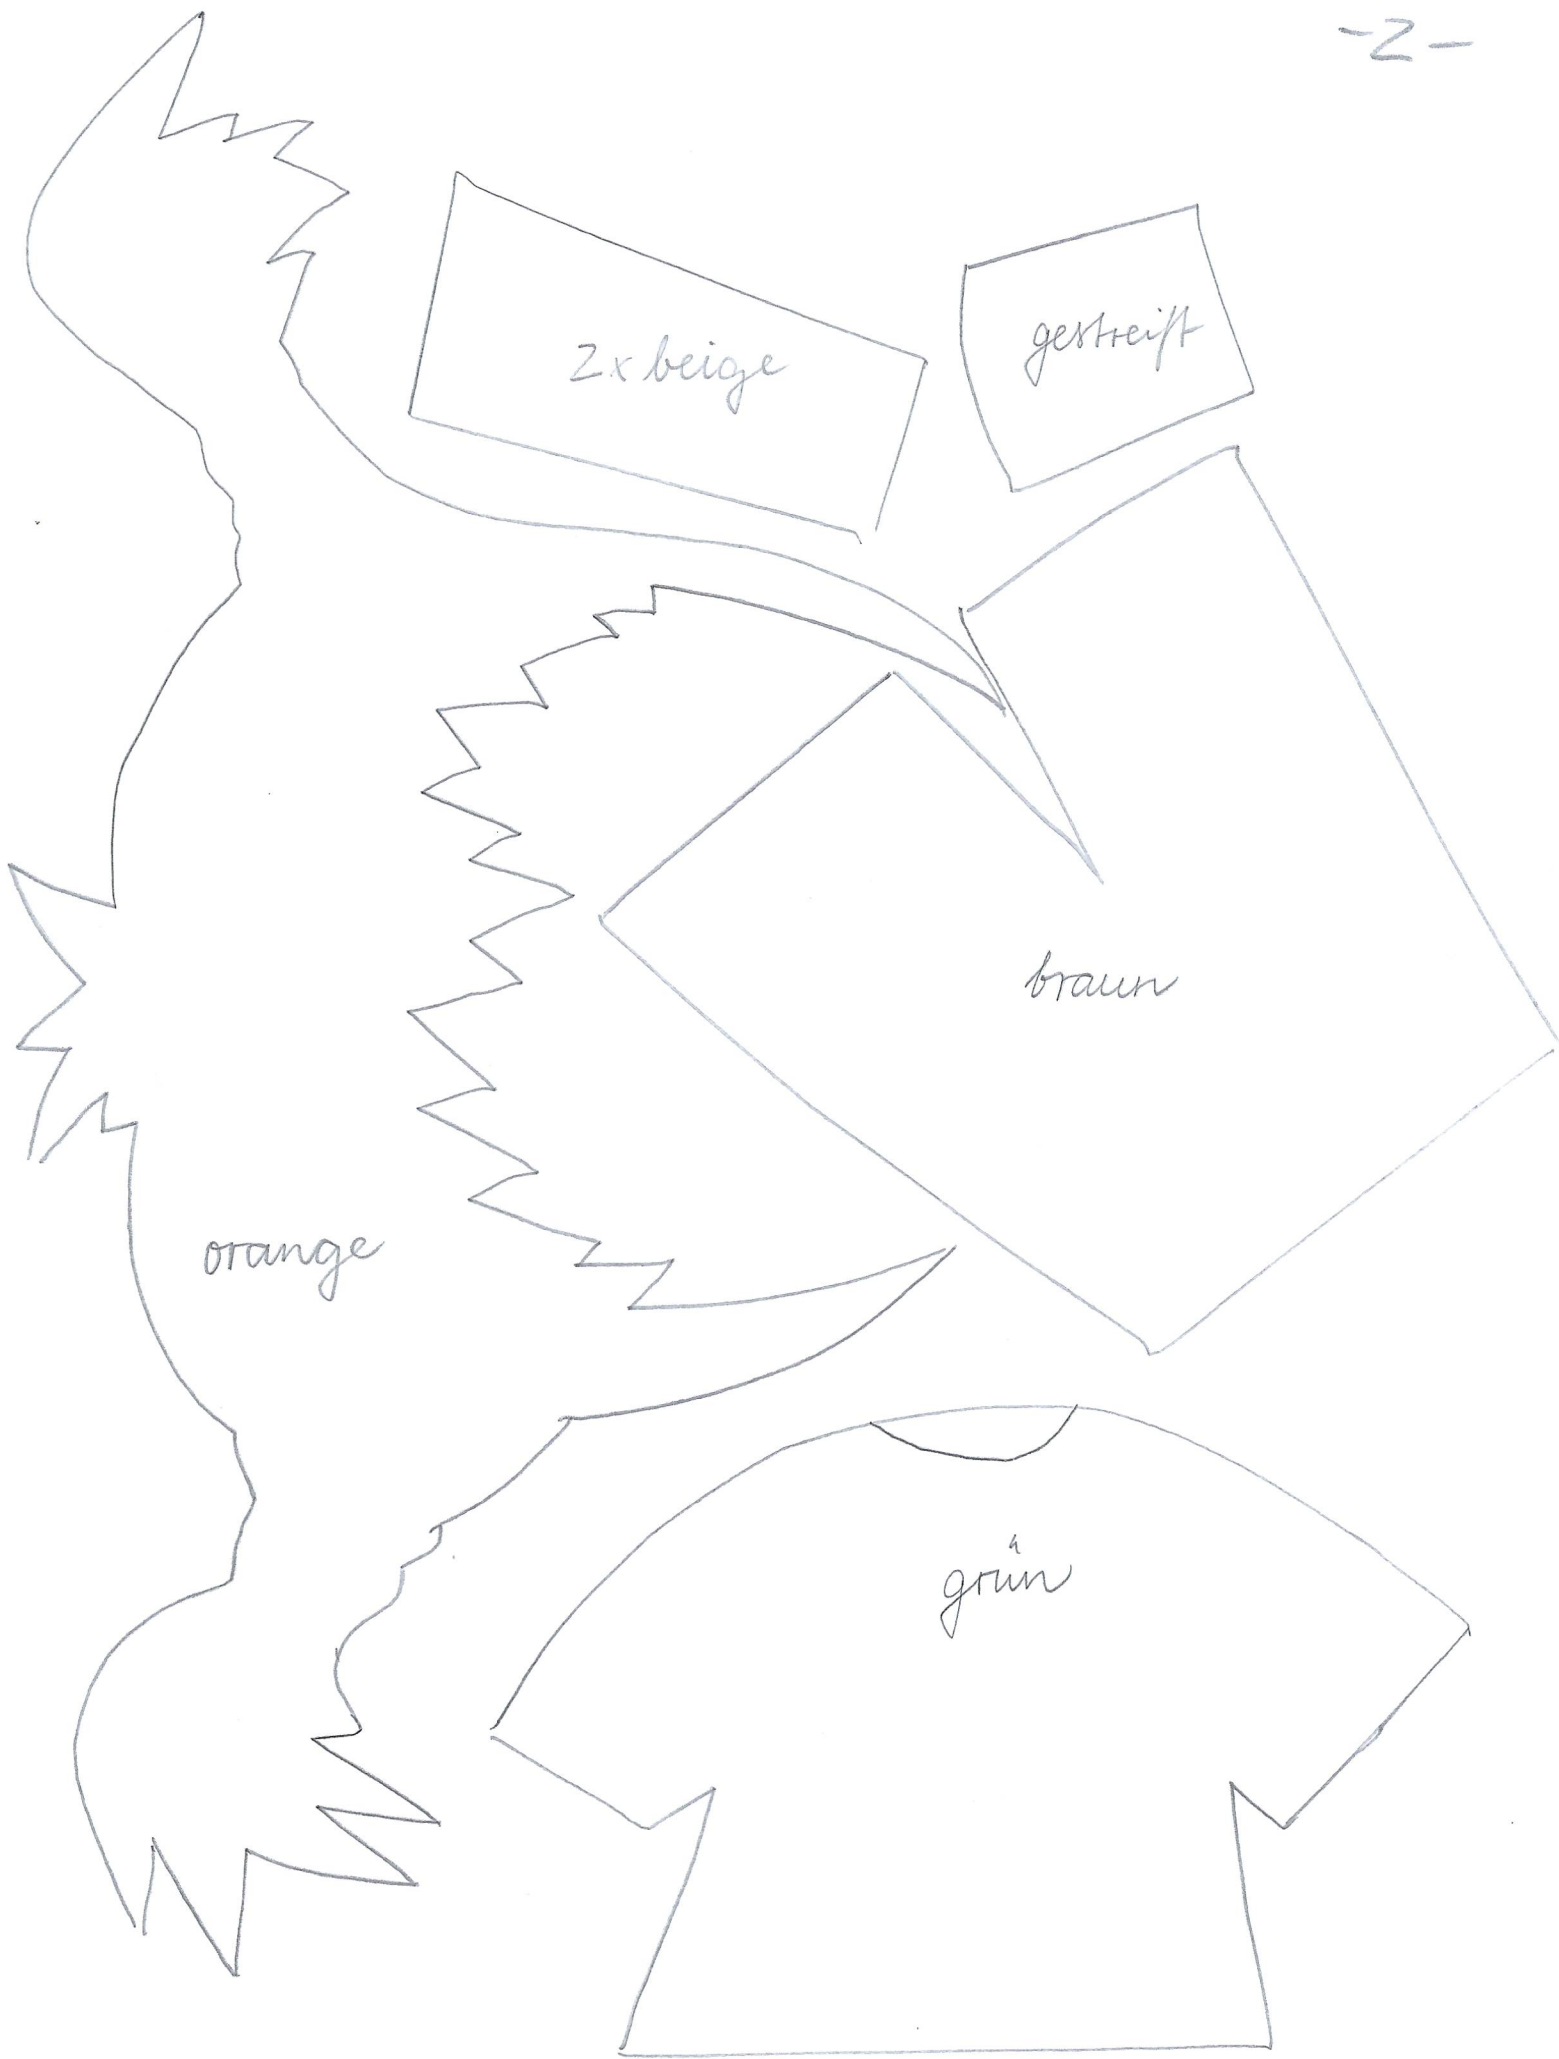 -2-
2x beige
gestreift
braun
orange
grün